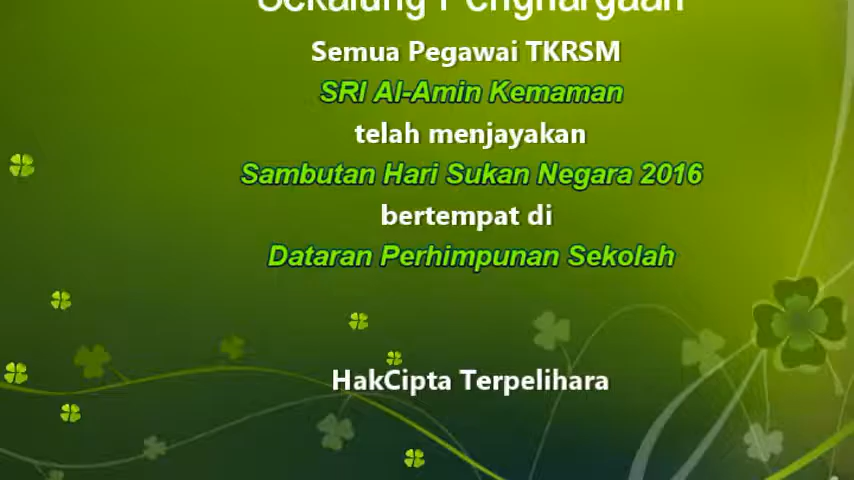 Sekalung Penghargaan
Semua Pegawai TKRSM
SRI Al-Amin Kemaman
telah menjayakan
Sambutan Hari Sukan Negara 2016
bertempat di
Dataran Perhimpunan Sekolah
HakCipta Terpelihara